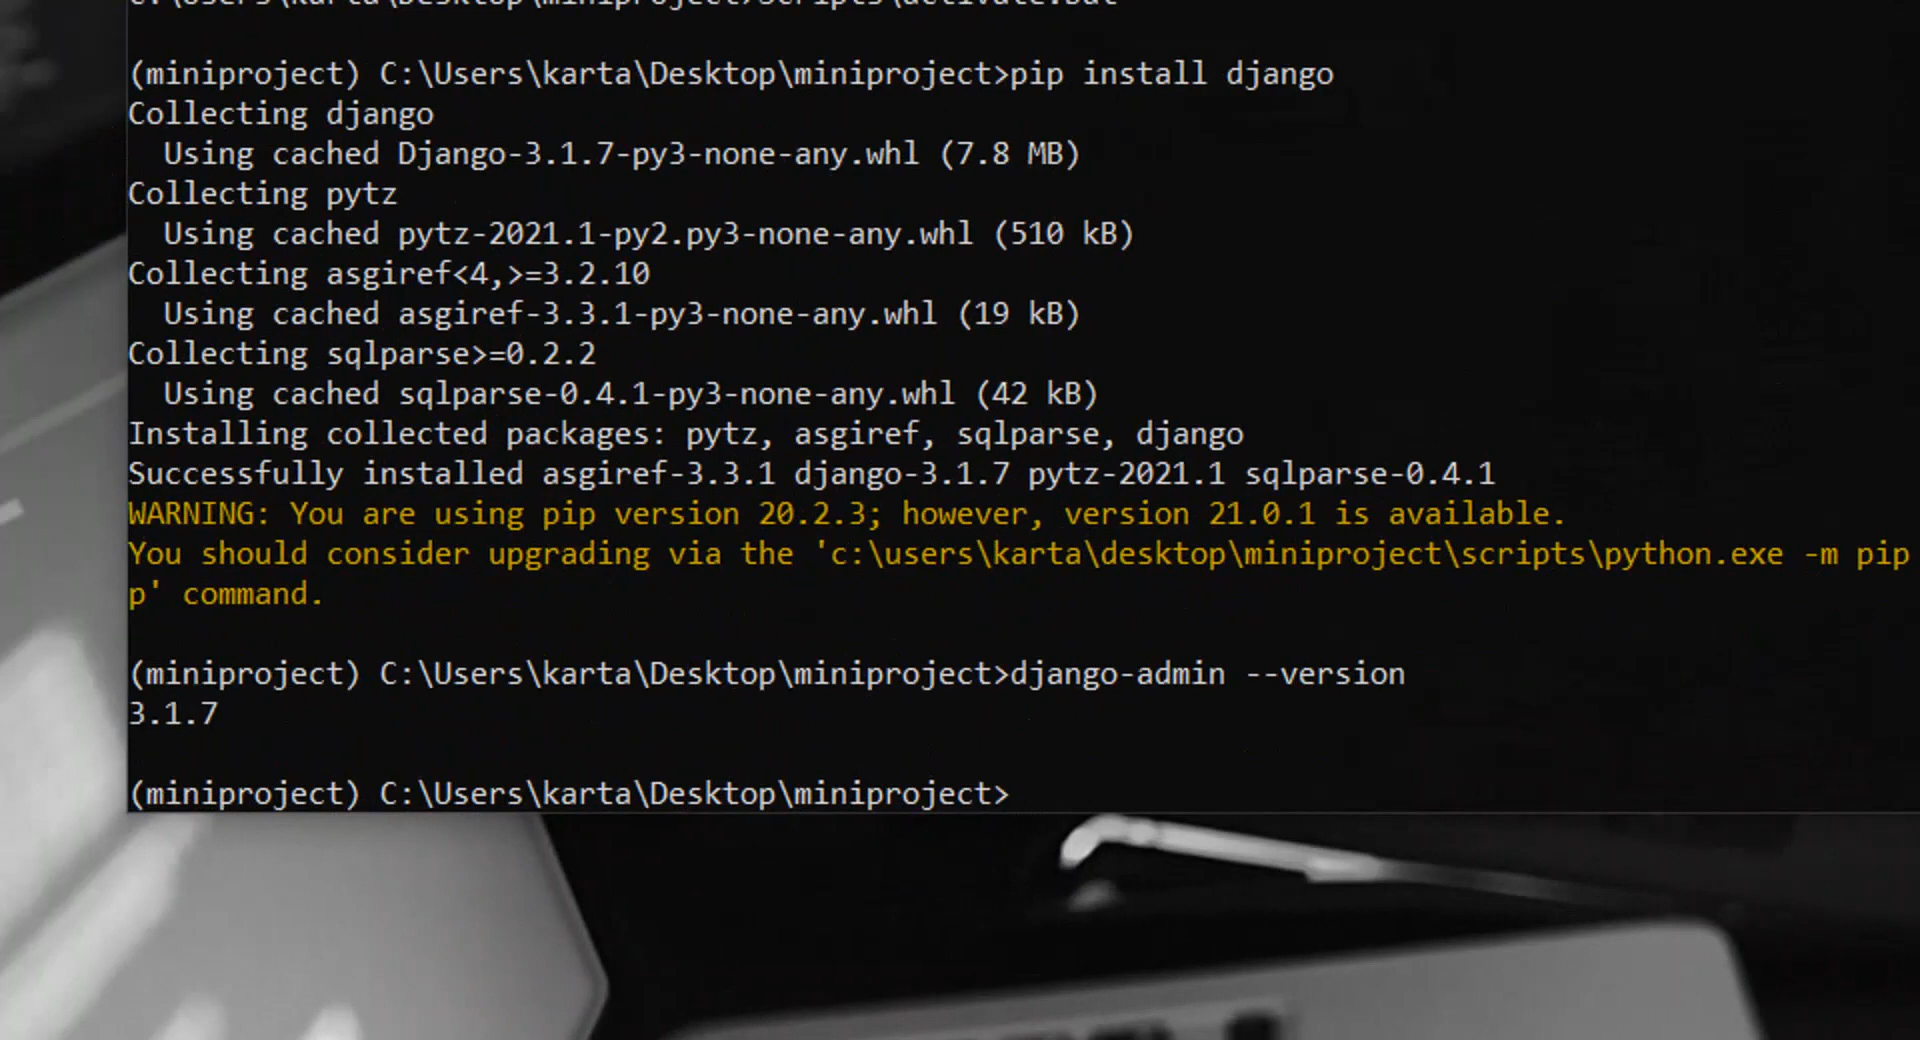 (miniproject) C:\Users\karta\Desktop\miniproject>pip install django
Collecting django
  Using cached Django-3.1.7-py3-none-any.whl (7.8 MB)
Collecting pytz
  Using cached pytz-2021.1-py2.py3-none-any.whl (510 kB)
Collecting asgiref<4,>=3.2.10
  Using cached asgiref-3.3.1-py3-none-any.whl (19 kB)
Collecting sqlparse>=0.2.2
  Using cached sqlparse-0.4.1-py3-none-any.whl (42 kB)
Installing collected packages: pytz, asgiref, sqlparse, django
Successfully installed asgiref-3.3.1 django-3.1.7 pytz-2021.1 sqlparse-0.4.1
WARNING: You are using pip version 20.2.3; however, version 21.0.1 is available.
You should consider upgrading via the 'c:\users\karta\desktop\miniproject\scripts\python.exe -m pip
p' command.
(miniproject) C:\Users\karta\Desktop\miniproject>django-admin --version
3.1.7
(miniproject) C:\Users\karta\Desktop\miniproject>